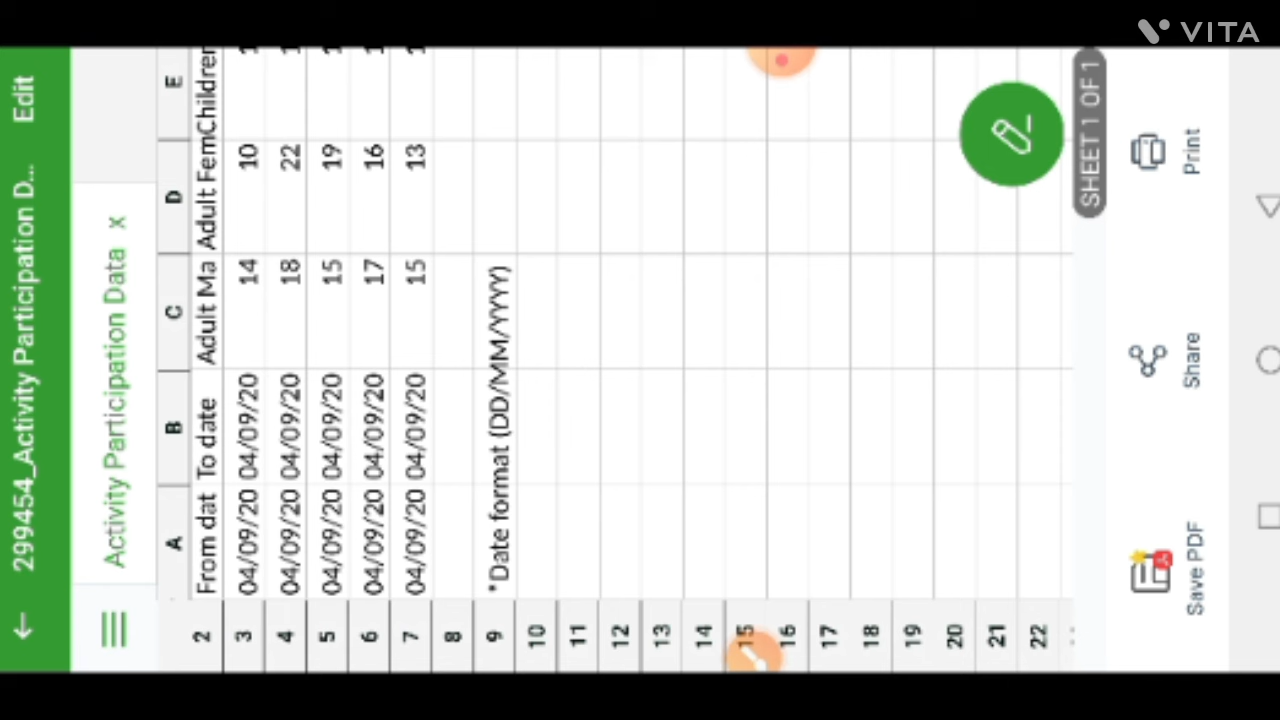 VITA
299454_Activity Participation D... Edit
Activity Participation Data x
A B C D E
2 From dat To date Adult Ma Adult Fem Children
3 04/09/20 04/09/20 14 10
4 04/09/20 04/09/20 18 22
5 04/09/20 04/09/20 15 19
6 04/09/20 04/09/20 17 16
7 04/09/20 04/09/20 15 13
8
9 *Date format (DD/MM/YYYY)
10
11
12
13
14
15
16
17
18
19
20
21
22
SHEET 1 OF 1
Save PDF Share Print